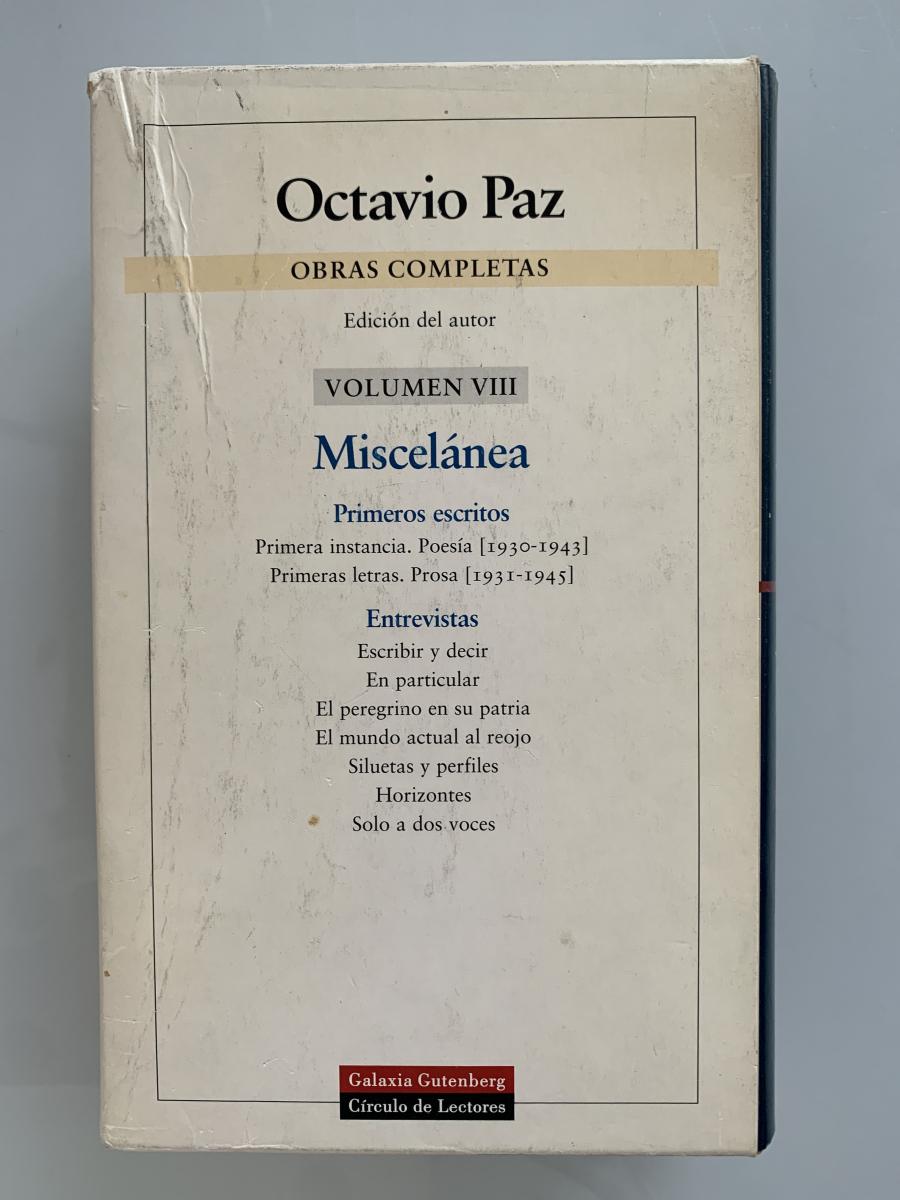 Octavio Paz
OBRAS COMPLETAS
Edición del autor
VOLUMEN VIII
Miscelánea
Primeros escritos
Primera instancia. Poesía [1930-1943]
Primeras letras. Prosa [1931-1945]
Entrevistas
Escribir y decir
En particular
El peregrino en su patria
El mundo actual al reojo
Siluetas y perfiles
Horizontes
Solo a dos voces
Galaxia Gutenberg
Círculo de Lectores